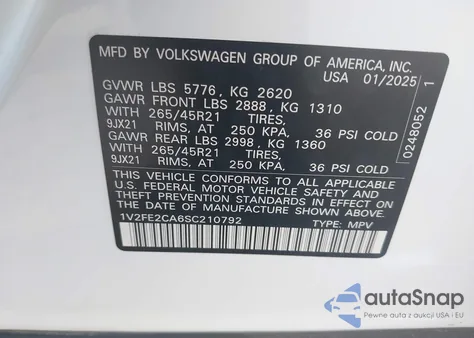 MFD BY VOLKSWAGEN GROUP OF AMERICA, INC.
USA 01/2025
GVWR LBS 5776, KG 2620
GAWR FRONT LBS 2888, KG 1310
WITH 265/45R21 TIRES,
9JX21 RIMS, AT 250 KPA, 36 PSI COLD
GAWR REAR LBS 2998, KG 1360
WITH 265/45R21 TIRES,
9JX21 RIMS, AT 250 KPA, 36 PSI COLD
THIS VEHICLE CONFORMS TO ALL APPLICABLE
U.S. FEDERAL MOTOR VEHICLE SAFETY AND
THEFT PREVENTION STANDARDS IN EFFECT ON THE
DATE OF MANUFACTURE SHOWN ABOVE.
1V2FE2CA6SC210792 TYPE: MPV
0248052 1
autoSnap
Pewne auta z aukcji USA i EU